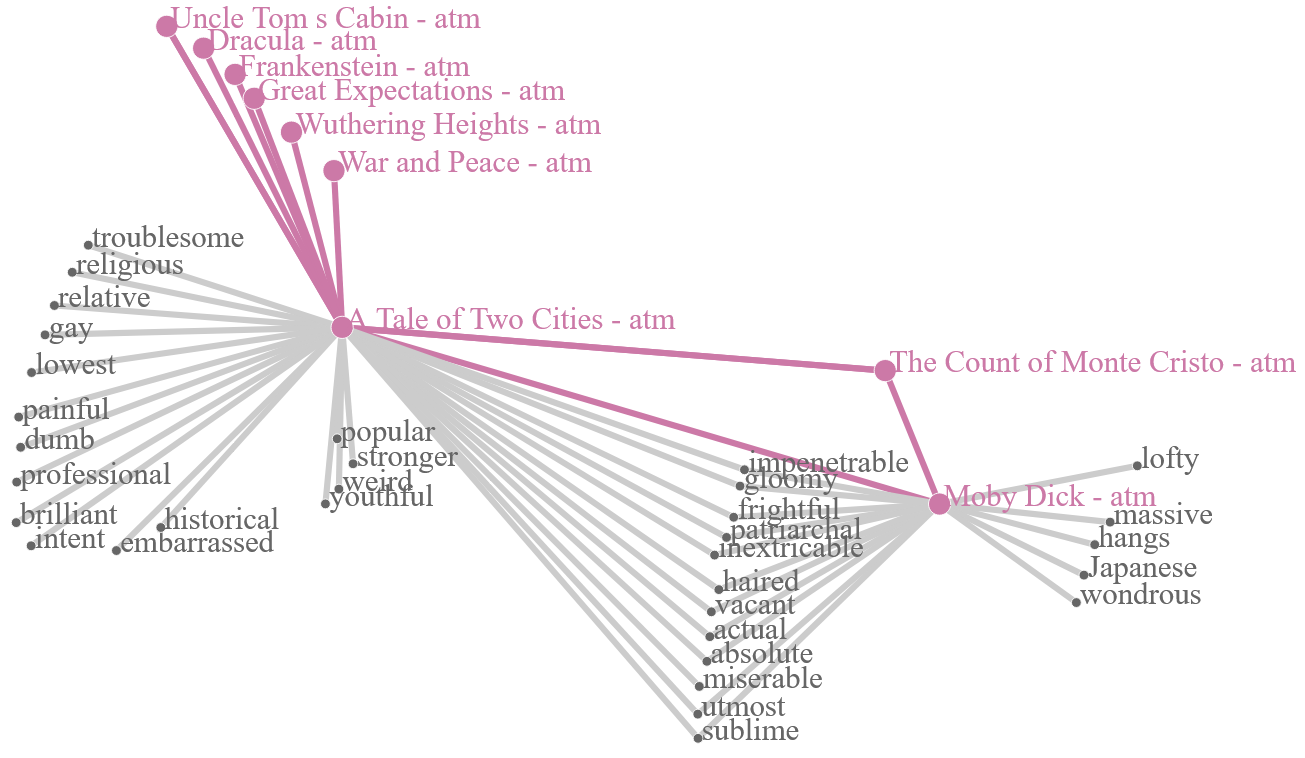 Uncle Tom s Cabin - atm
Dracula - atm
Frankenstein - atm
Great Expectations - atm
Wuthering Heights - atm
War and Peace - atm
troublesome
religious
relative
gay
A Tale of Two Cities - atm
lowest
The Count of Monte Cristo - atm
painful
dumb
popular
stronger
professional
weird
youthful
brilliant
historical
intent
embarrassed
impenetrable
gloomy
lofty
Moby Dick - atm
frightful
massive
patriarchal
hangs
inextricable
Japanese
haired
wondrous
vacant
actual
absolute
miserable
utmost
sublime